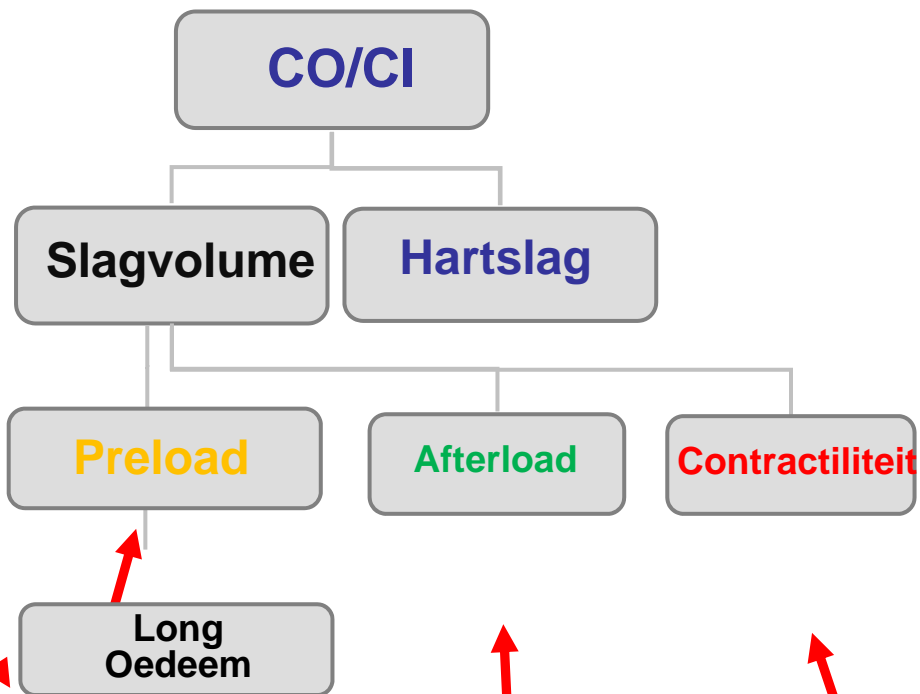 CO/CI
Slagvolume
Hartslag
Preload
Afterload
Contractiliteit
Long
Oedeem